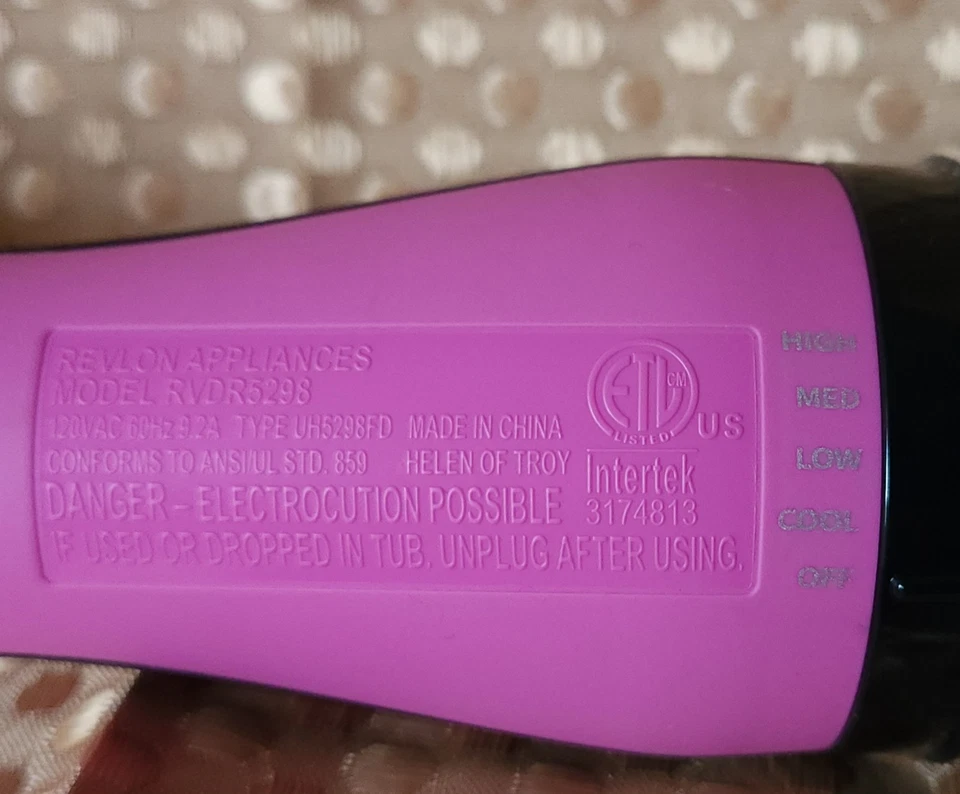 REVLON APPLIANCES
MODEL RVDR5298
120VAC 60Hz 9.2A TYPE UH5298FD MADE IN CHINA
CONFORMS TO ANSI/UL STD. 859 HELEN OF TROY
DANGER - ELECTROCUTION POSSIBLE
IF USED OR DROPPED IN TUB. UNPLUG AFTER USING.
ETL CM
LISTED
US
Intertek
3174813
HIGH
MED
LOW
COOL
OFF